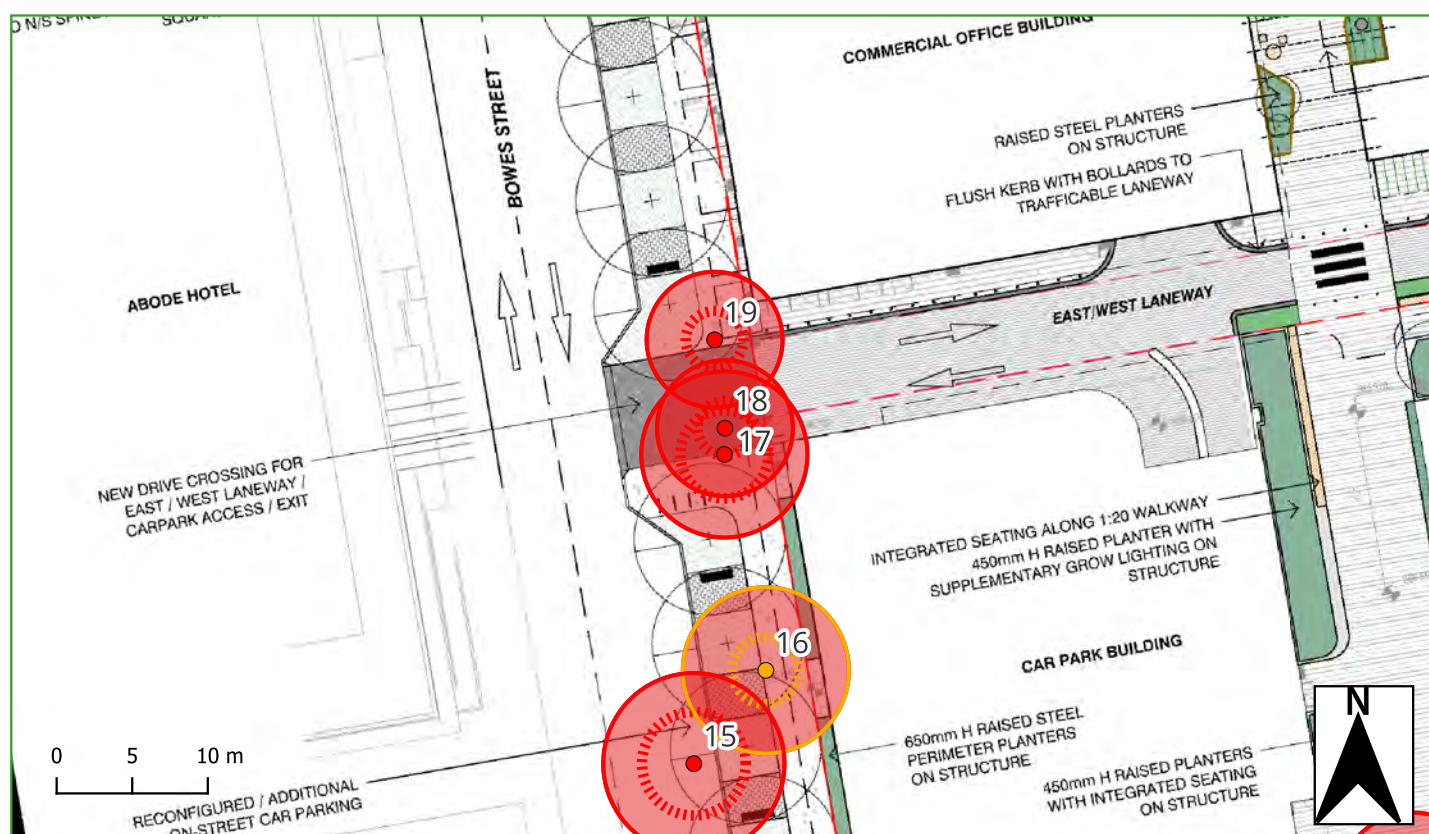 COMMERCIAL OFFICE BUILDING
RAISED STEEL PLANTERS
ON STRUCTURE
FLUSH KERB WITH BOLLARDS TO
TRAFFICABLE LANEWAY
BOWES STREET
ABODE HOTEL
EAST/WEST LANEWAY
19
18
17
NEW DRIVE CROSSING FOR
EAST / WEST LANEWAY /
CARPARK ACCESS / EXIT
INTEGRATED SEATING ALONG 1:20 WALKWAY
450mm H RAISED PLANTER WITH
SUPPLEMENTARY GROW LIGHTING ON
STRUCTURE
16
CAR PARK BUILDING
15
650mm H RAISED STEEL
PERIMETER PLANTERS
ON STRUCTURE
450mm H RAISED PLANTERS
WITH INTEGRATED SEATING
ON STRUCTURE
N
0 5 10 m
RECONFIGURED / ADDITIONAL
ON-STREET CAR PARKING